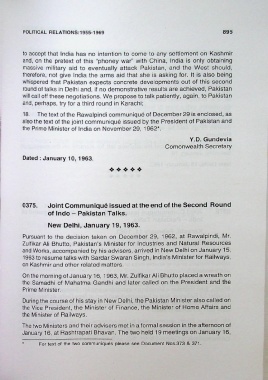 POLITICAL RELATIONS:1955-1969 895
to accept that India has no intention to come to any settlement on Kashmir
and, on the pretext of this "phoney war" with China, India is only obtaining
massive military aid to eventually attack Pakistan, and the West should,
therefore, not give India the arms aid that she is asking for. It is also being
whispered that Pakistan expects concrete developments out of this second
round of talks in Delhi and, if no demonstrative results are achieved, Pakistan
will call off these negotiations. We propose to talk patiently, again, to Pakistan
and, perhaps, try for a third round in Karachi.
18. The text of the Rawalpindi communiqué of December 29 is enclosed, as
also the text of the joint communiqué issued by the President of Pakistan and
the Prime Minister of India on November 29, 1962*.
Y.D. Gundevia
Comonwealth Secretary
Dated : January 10, 1963.
❖ ❖ ❖ ❖ ❖
0375. Joint Communiqué issued at the end of the Second Round
of Indo – Pakistan Talks.
New Delhi, January 19, 1963.
Pursuant to the decision taken on December 29, 1962, at Rawalpindi, Mr.
Zulfikar Ali Bhutto, Pakistan's Minister for Industries and Natural Resources
and Works, accompanied by his advisors, arrived in New Delhi on January 15,
1963 to resume talks with Sardar Swaran Singh, India's Minister for Railways,
on Kashmir and other related matters.
On the morning of January 16, 1963, Mr. Zulfikar Ali Bhutto placed a wreath on
the Samadhi of Mahatma Gandhi and later called on the President and the
Prime Minister.
During the course of his stay in New Delhi, the Pakistan Minister also called on
the Vice President, the Minister of Finance, the Minister of Home Affairs and
the Minister of Railways.
The two Ministers and their advisers met in a formal session in the afternoon of
January 16, at Rashtrapati Bhavan. The two held 19 meetings on January 16,
* For text of the two communiques please see Document Nos.373 & 371.